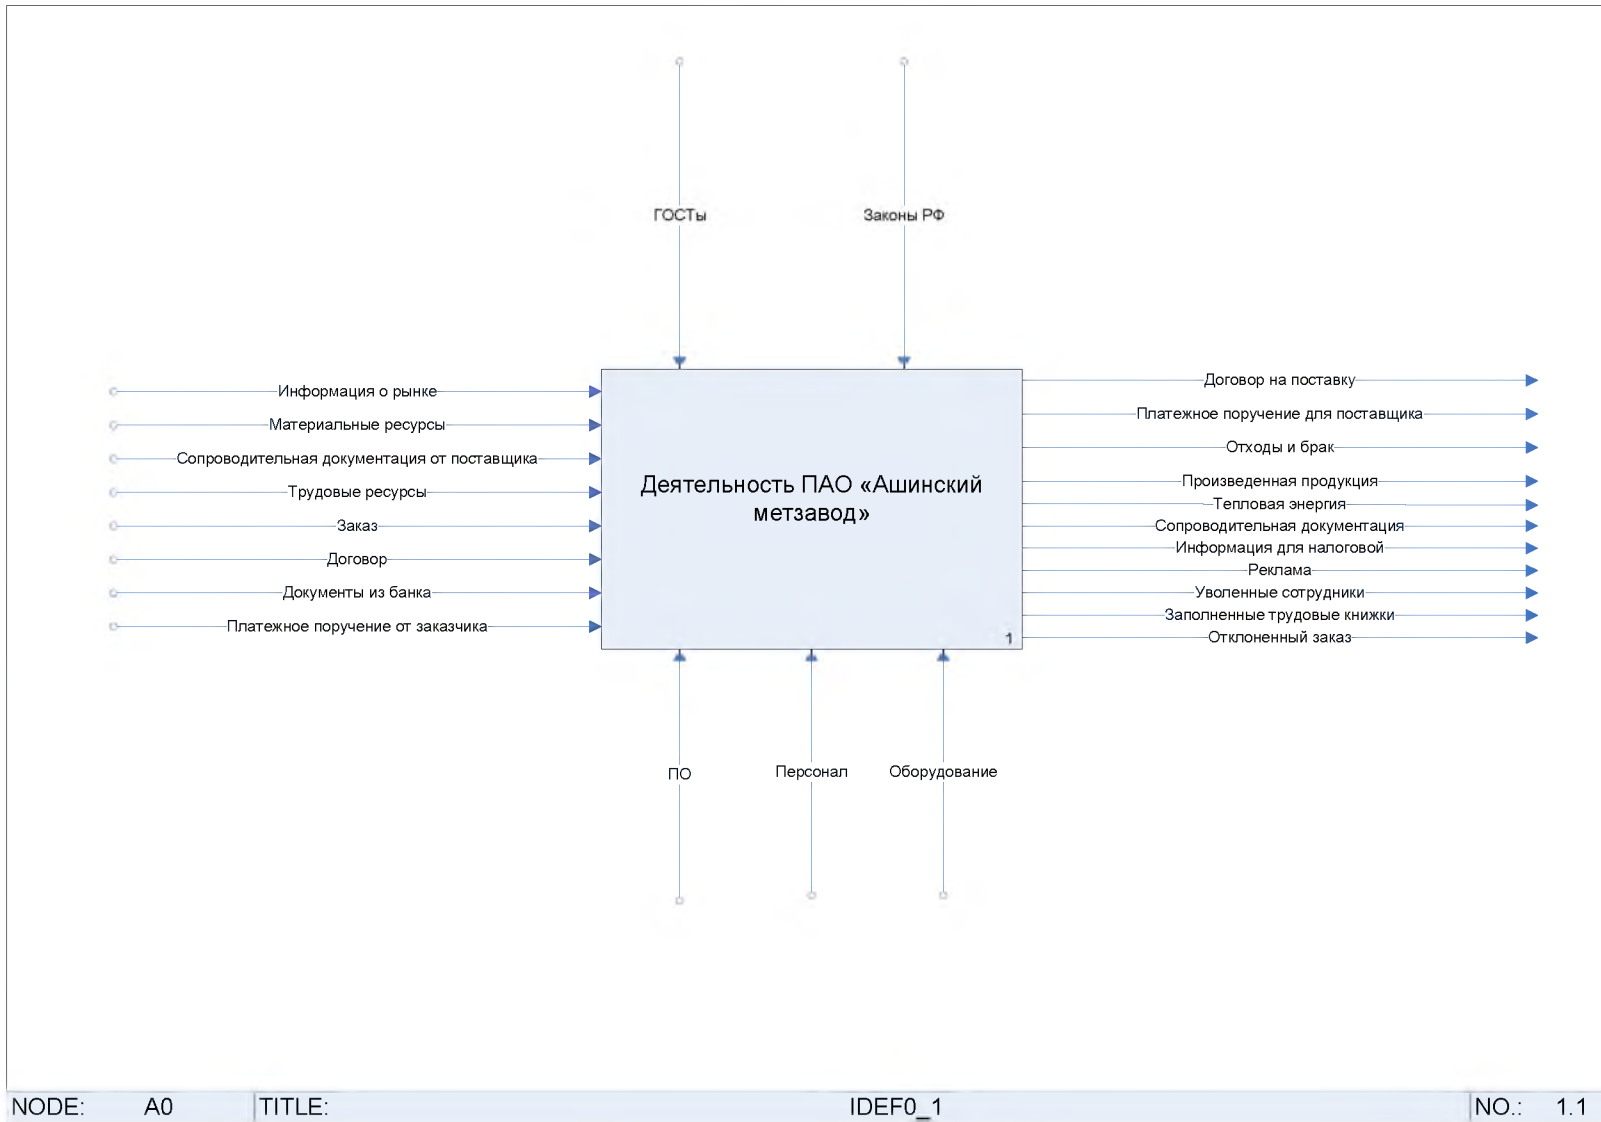 ГОСТы
Законы РФ
Информация о рынке
Материальные ресурсы
Сопроводительная документация от поставщика
Трудовые ресурсы
Заказ
Договор
Документы из банка
Платежное поручение от заказчика
Деятельность ПАО «Ашинский
метзавод»
1
Договор на поставку
Платежное поручение для поставщика
Отходы и брак
Произведенная продукция
Тепловая энергия
Сопроводительная документация
Информация для налоговой
Реклама
Уволенные сотрудники
Заполненные трудовые книжки
Отклоненный заказ
ПО
Персонал
Оборудование
NODE: A0 TITLE: IDEF0_1 NO.: 1.1